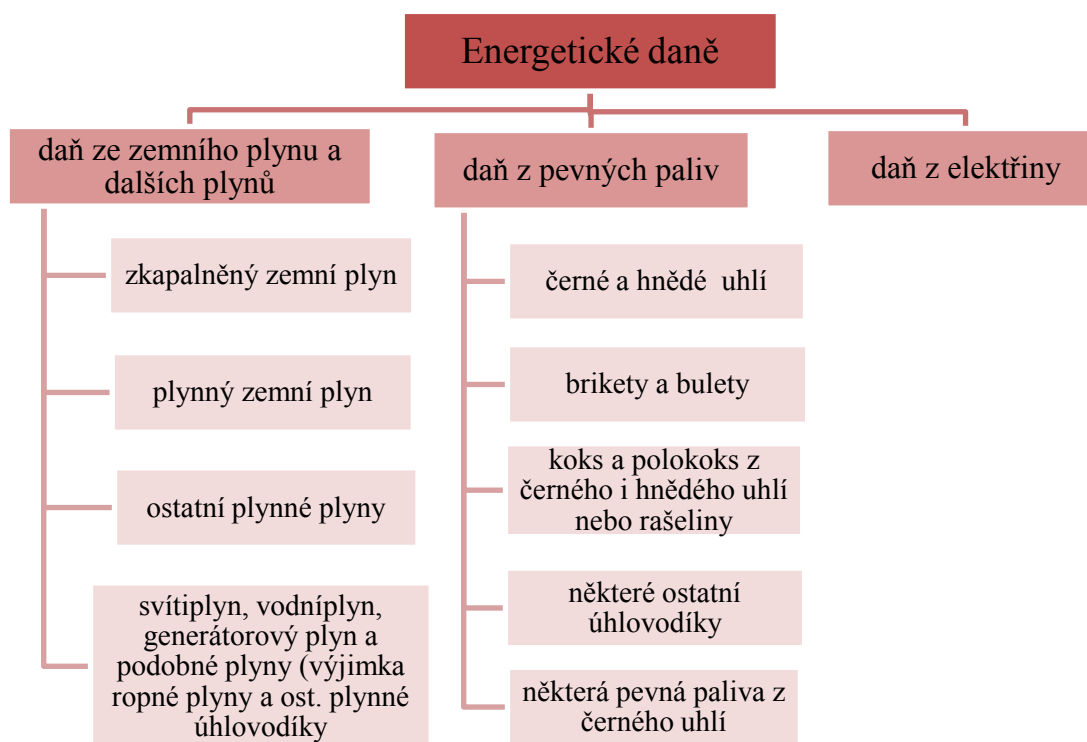 Energetické daně
daň ze zemního plynu a
dalších plynů
daň z pevných paliv
daň z elektřiny
zkapalněný zemní plyn
plynný zemní plyn
ostatní plynné plyny
svítiplyn, vodníplyn,
generátorový plyn a
podobné plyny (výjimka
ropné plyny a ost. plynné
úhlovodíky
černé a hnědé uhlí
brikety a bulety
koks a polokoks z
černého i hnědého uhlí
nebo rašeliny
některé ostatní
úhlovodíky
některá pevná paliva z
černého uhlí